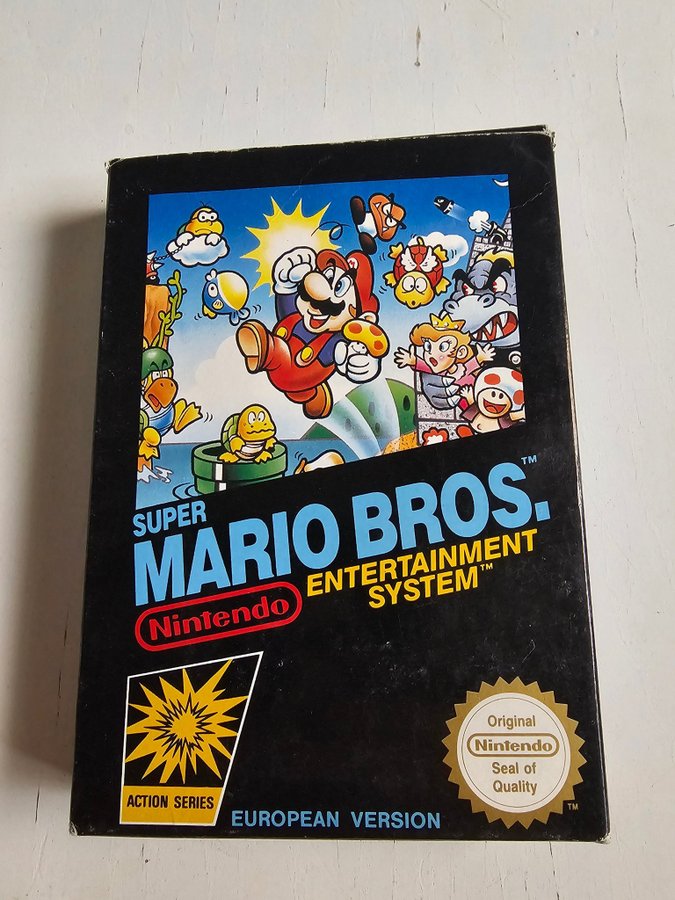 SUPER
MARIO BROS.™
Nintendo
ENTERTAINMENT
SYSTEM™
ACTION SERIES
EUROPEAN VERSION
Original
Nintendo
Seal of
Quality
TM